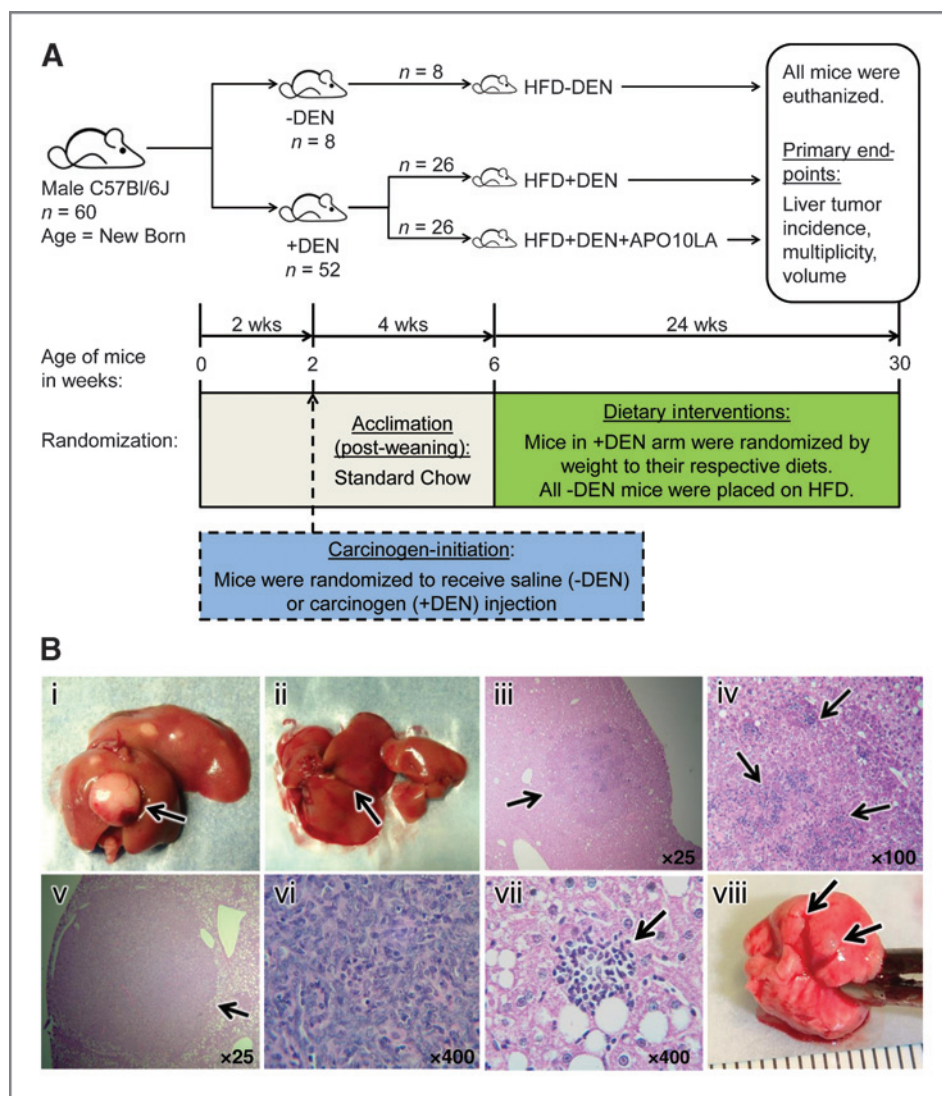 A
n = 8
HFD-DEN
-DEN
n = 8
All mice were
euthanized.
Primary end-
points:
Liver tumor
incidence,
multiplicity,
volume
Male C57Bl/6J
n = 60
Age = New Born
n = 26
HFD+DEN
+DEN
n = 52
n = 26
HFD+DEN+APO10LA
2 wks
4 wks
24 wks
Age of mice
in weeks:
0
2
6
30
Randomization:
Acclimation
(post-weaning):
Standard Chow
Dietary interventions:
Mice in +DEN arm were randomized by
weight to their respective diets.
All -DEN mice were placed on HFD.
Carcinogen-initiation:
Mice were randomized to receive saline (-DEN)
or carcinogen (+DEN) injection
B
i
ii
iii
×25
iv
×100
v
×25
vi
×400
vii
×400
viii